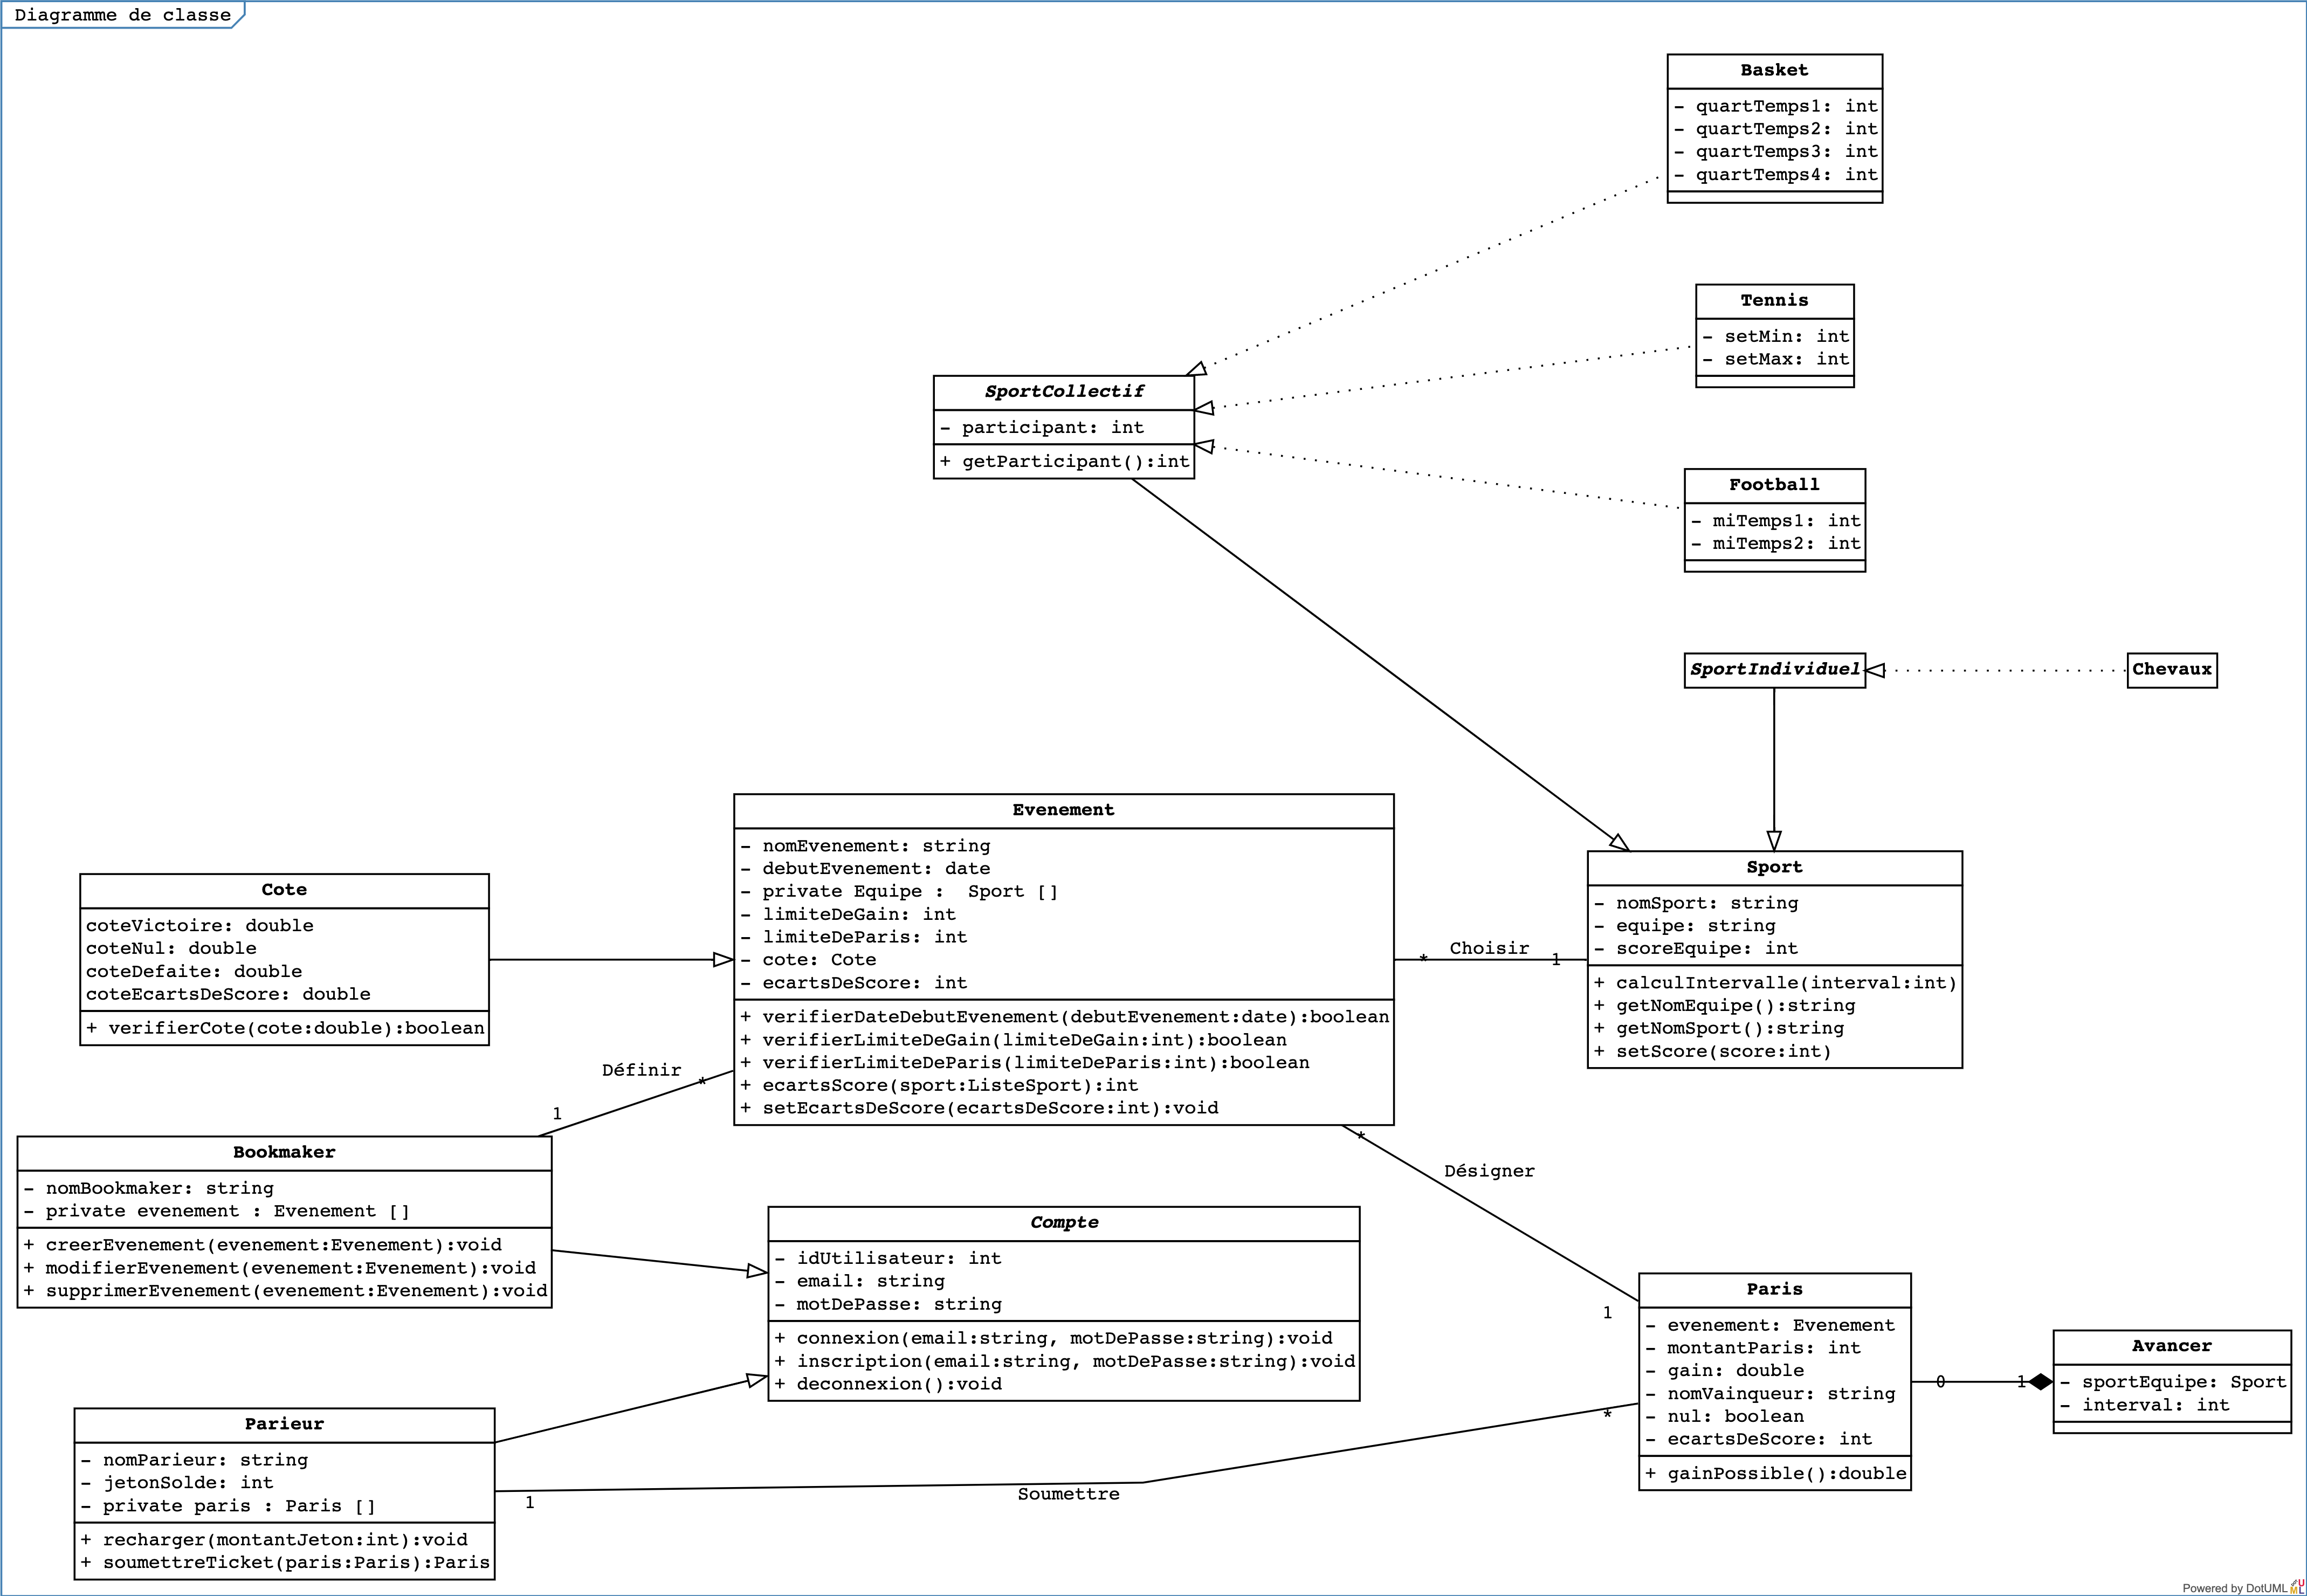 Diagramme de classe
Basket
- quartTemps1: int
- quartTemps2: int
- quartTemps3: int
- quartTemps4: int
Tennis
- setMin: int
- setMax: int
SportCollectif
- participant: int
+ getParticipant():int
Football
- miTemps1: int
- miTemps2: int
SportIndividuel
Chevaux
Evenement
- nomEvenement: string
- debutEvenement: date
- private Equipe :  Sport []
- limiteDeGain: int
- limiteDeParis: int
- cote: Cote
- ecartsDeScore: int
+ verifierDateDebutEvenement(debutEvenement:date):boolean
+ verifierLimiteDeGain(limiteDeGain:int):boolean
+ verifierLimiteDeParis(limiteDeParis:int):boolean
+ ecartsScore(sport:ListeSport):int
+ setEcartsDeScore(ecartsDeScore:int):void
Cote
coteVictoire: double
coteNul: double
coteDefaite: double
coteEcartsDeScore: double
+ verifierCote(cote:double):boolean
* Choisir 1
Sport
- nomSport: string
- equipe: string
- scoreEquipe: int
+ calculIntervalle(interval:int)
+ getNomEquipe():string
+ getNomSport():string
+ setScore(score:int)
1 Définir *
Bookmaker
- nomBookmaker: string
- private evenement : Evenement []
+ creerEvenement(evenement:Evenement):void
+ modifierEvenement(evenement:Evenement):void
+ supprimerEvenement(evenement:Evenement):void
* Désigner 1
Compte
- idUtilisateur: int
- email: string
- motDePasse: string
+ connexion(email:string, motDePasse:string):void
+ inscription(email:string, motDePasse:string):void
+ deconnexion():void
Paris
- evenement: Evenement
- montantParis: int
- gain: double
- nomVainqueur: string
- nul: boolean
- ecartsDeScore: int
+ gainPossible():double
0 1
Avancer
- sportEquipe: Sport
- interval: int
Parieur
- nomParieur: string
- jetonSolde: int
- private paris : Paris []
+ recharger(montantJeton:int):void
+ soumettreTicket(paris:Paris):Paris
1 Soumettre *
Powered by DotUML
UML